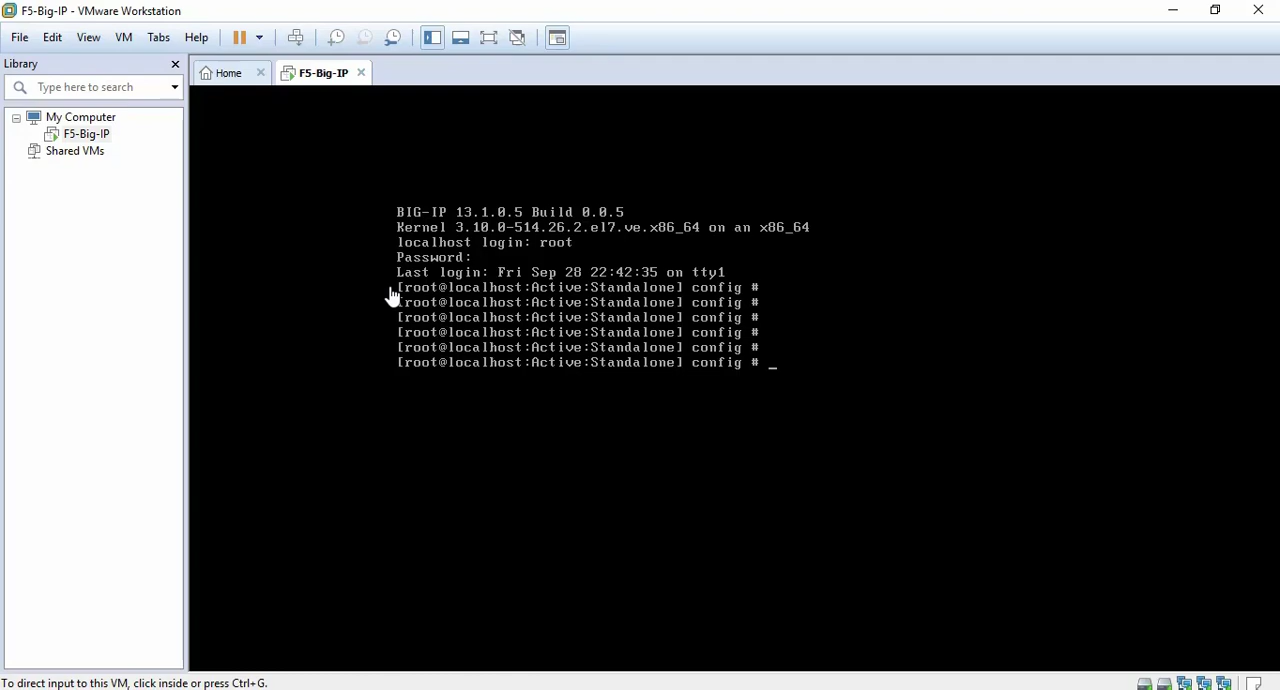 F5-Big-IP - VMware Workstation
File Edit View VM Tabs Help
Library
Home
F5-Big-IP
Type here to search
My Computer
F5-Big-IP
Shared VMs
BIG-IP 13.1.0.5 Build 0.0.5
Kernel 3.10.0-514.26.2.el7.ve.x86_64 on an x86_64
localhost login: root
Password:
Last login: Fri Sep 28 22:42:35 on tty1
[root@localhost:Active:Standalone] config #
[root@localhost:Active:Standalone] config #
[root@localhost:Active:Standalone] config #
[root@localhost:Active:Standalone] config #
[root@localhost:Active:Standalone] config #
[root@localhost:Active:Standalone] config # _
To direct input to this VM, click inside or press Ctrl+G.